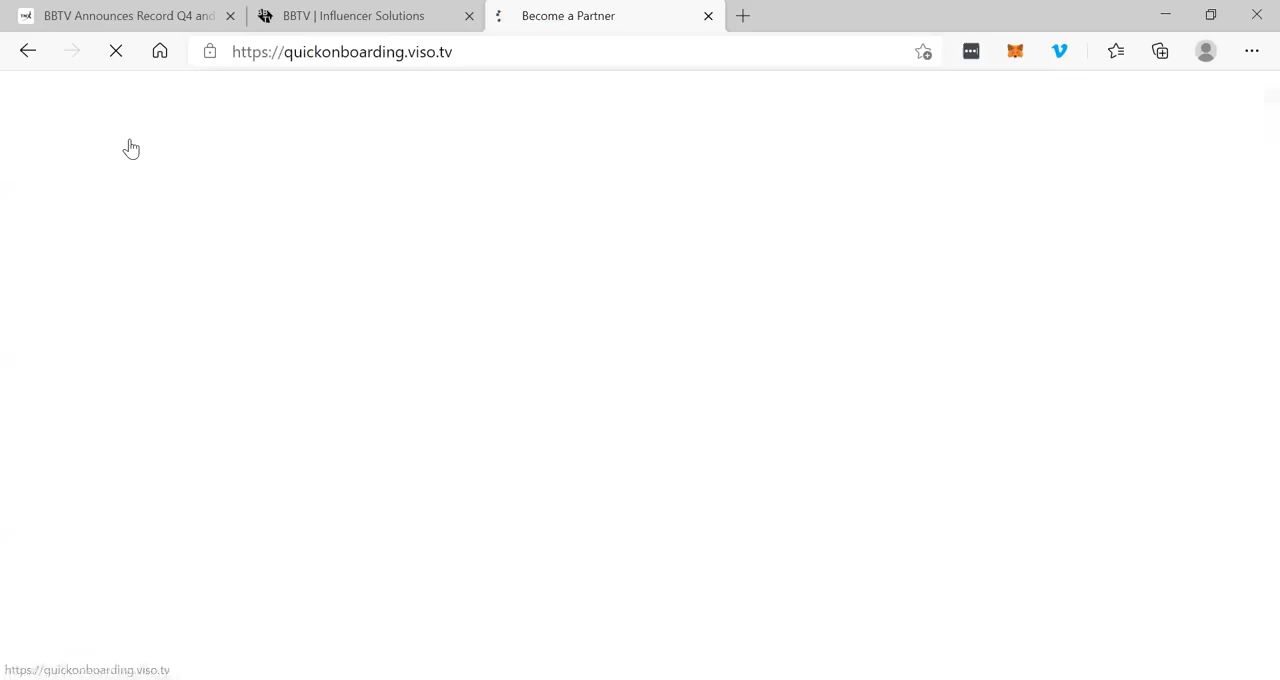 BBTV Announces Record Q4 and
BBTV | Influencer Solutions
Become a Partner
https://quickonboarding.viso.tv
https://quickonboarding.viso.tv